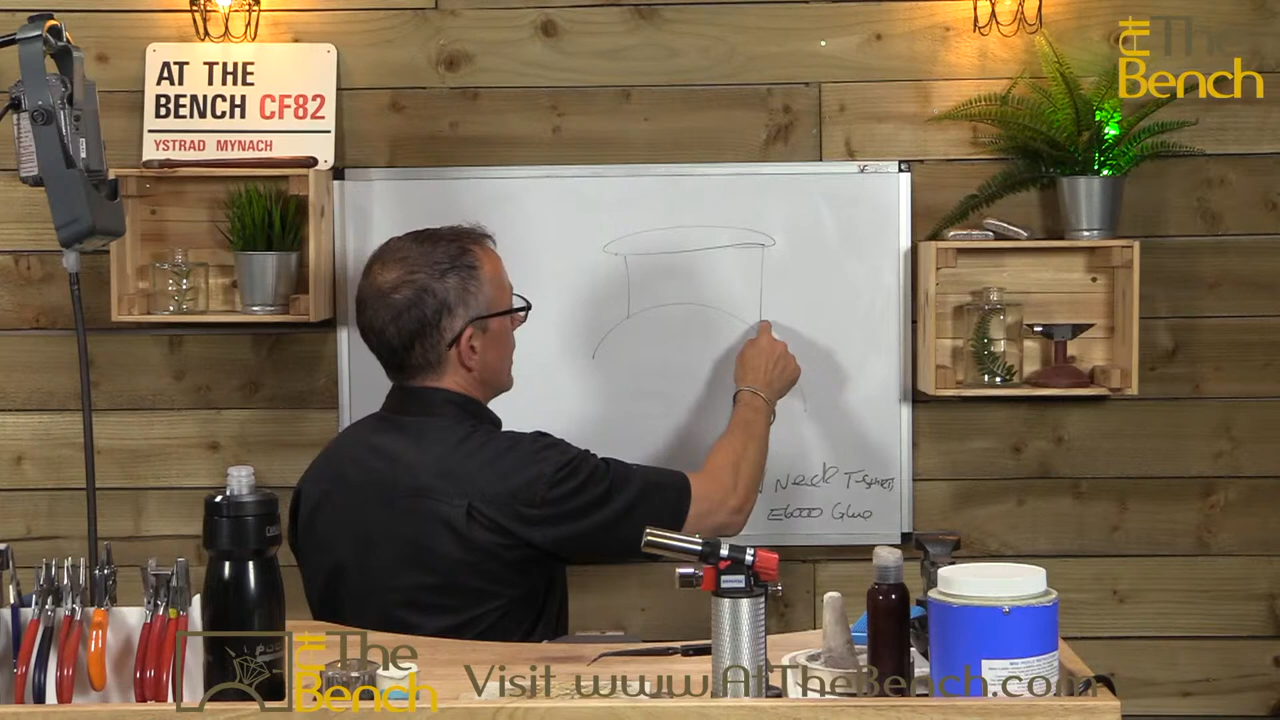 At The
Bench
AT THE
BENCH CF82
YSTRAD MYNACH
Neck T-SHIRT
E6000 Glue
At The
Bench
Visit www.AtTheBench.com